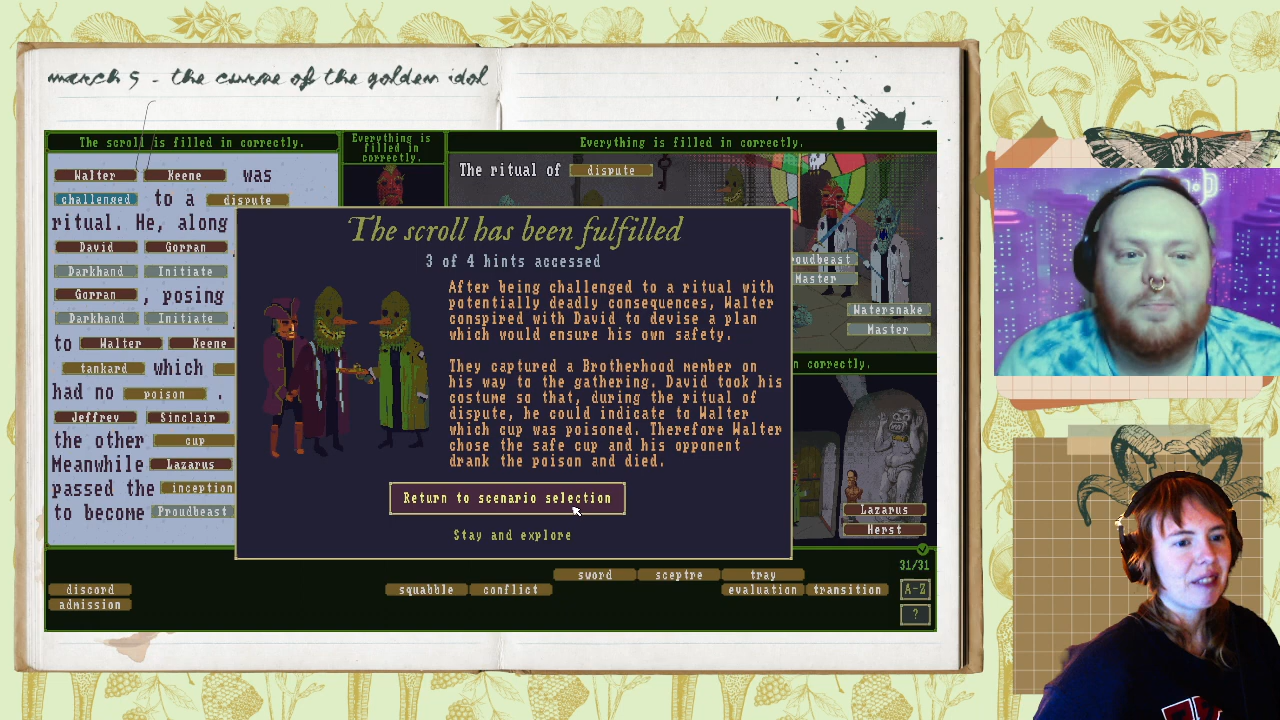 march 5 - the curse of the golden idol
The scroll is filled in correctly.
Everything is
filled in
correctly.
Everything is filled in correctly.
Walter Keene was
challenged to a dispute
ritual. He, along
David Gorran
Darkhand Initiate
Gorran, posing
Darkhand Initiate
to Walter Keene
tankard which
had no poison.
Jeffrey Sinclair
the other cup
Meanwhile Lazarus
passed the inception
to become Proudbeast
The ritual of dispute
The scroll has been fulfilled
3 of 4 hints accessed
After being challenged to a ritual with
potentially deadly consequences, Walter
conspired with David to devise a plan
which would ensure his own safety.
They captured a Brotherhood member on
his way to the gathering. David took his
costume so that, during the ritual of
dispute, he could indicate to Walter
which cup was poisoned. Therefore Walter
chose the safe cup and his opponent
drank the poison and died.
Return to scenario selection
Stay and explore
roudbeast
Master
Watersnake
Master
n correctly.
Lazarus
Herst
31/31
A-Z
?
sword sceptre tray
discord squabble conflict evaluation transition
admission